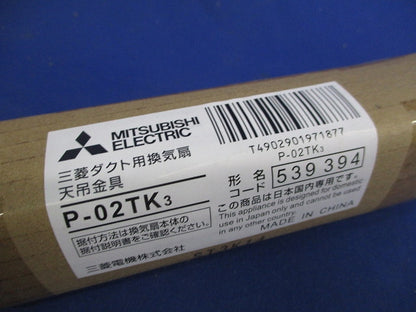 MITSUBISHI
ELECTRIC
三菱ダクト用換気扇
天吊金具
P-02TK3
据付方法は換気扇本体の
据付説明書をご確認ください。
三菱電機株式会社
T4902901971877
P-02TK3
形名
コード
539394
この商品は日本国内専用です。
This appliance is designed for domestic
use in Japan only and cannot be used
in any other country.
MADE IN CHINA